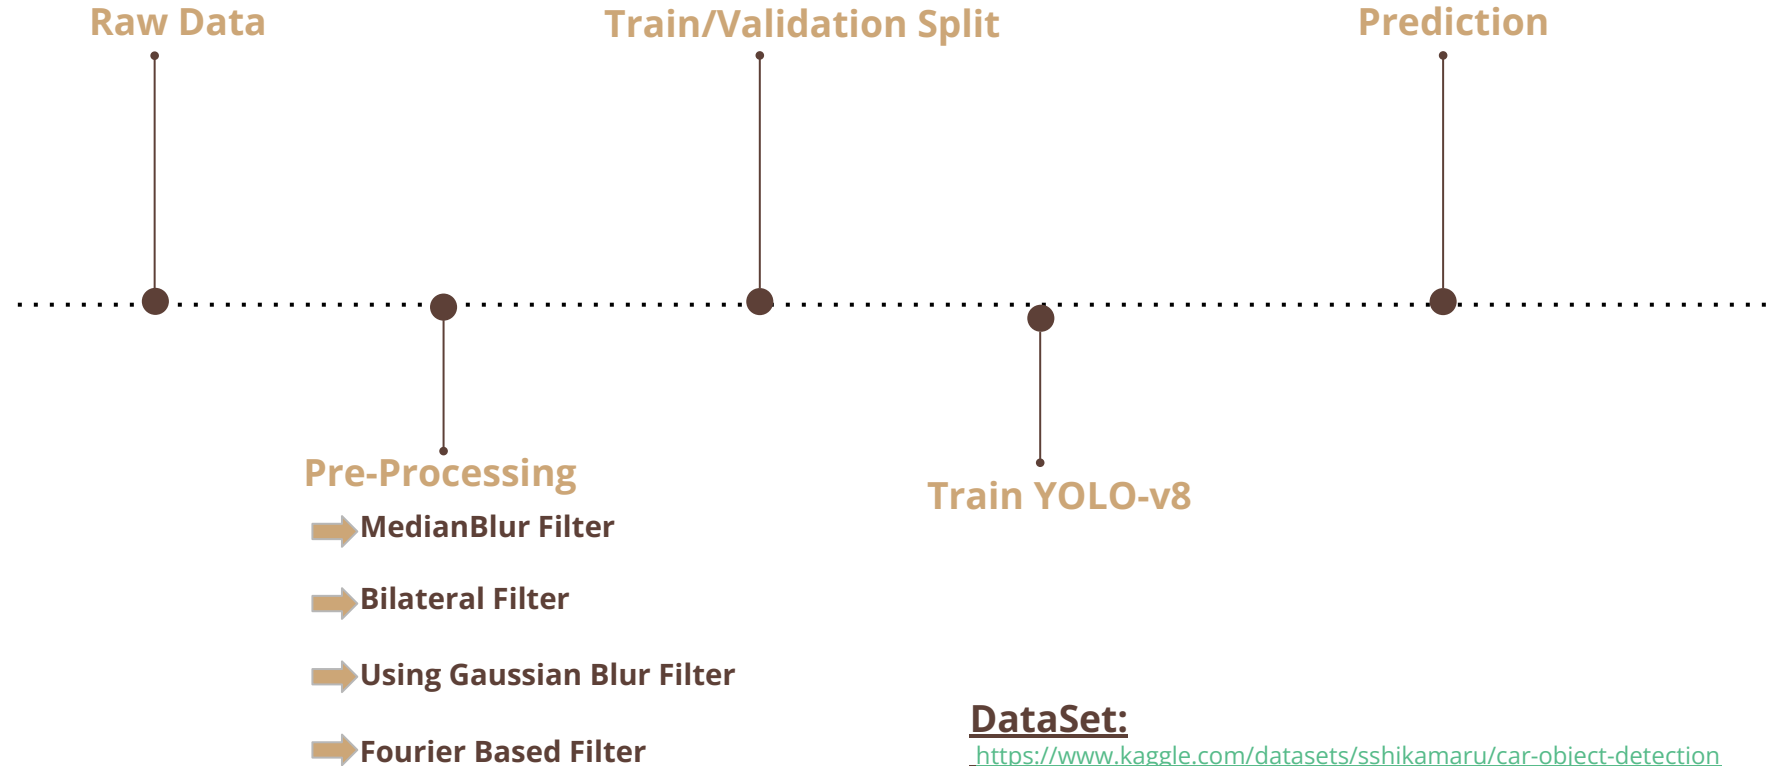 Raw Data
Train/Validation Split
Prediction
Pre-Processing
Train YOLO-v8
MedianBlur Filter
Bilateral Filter
Using Gaussian Blur Filter
Fourier Based Filter
DataSet:
https://www.kaggle.com/datasets/sshikamaru/car-object-detection